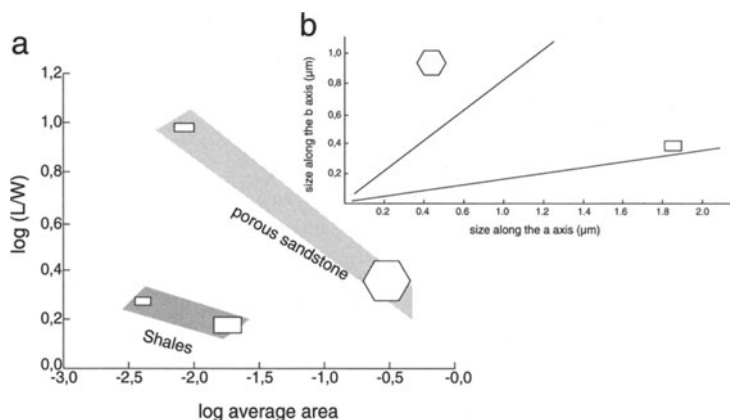 a
1,2
1,0
0,8
0,6
0,4
0,2
0,0
log (L/W)
-3,0 -2,5 -2,0 -1,5 -1,0 -0,5 -0,0
log average area
porous sandstone
Shales
b
1,0
0,8
0,6
0,4
0,2
size along the b axis (µm)
0.2 0.4 0.6 0.8 1.0 1.2 1.4 1.6 1.8 2.0
size along the a axis (µm)